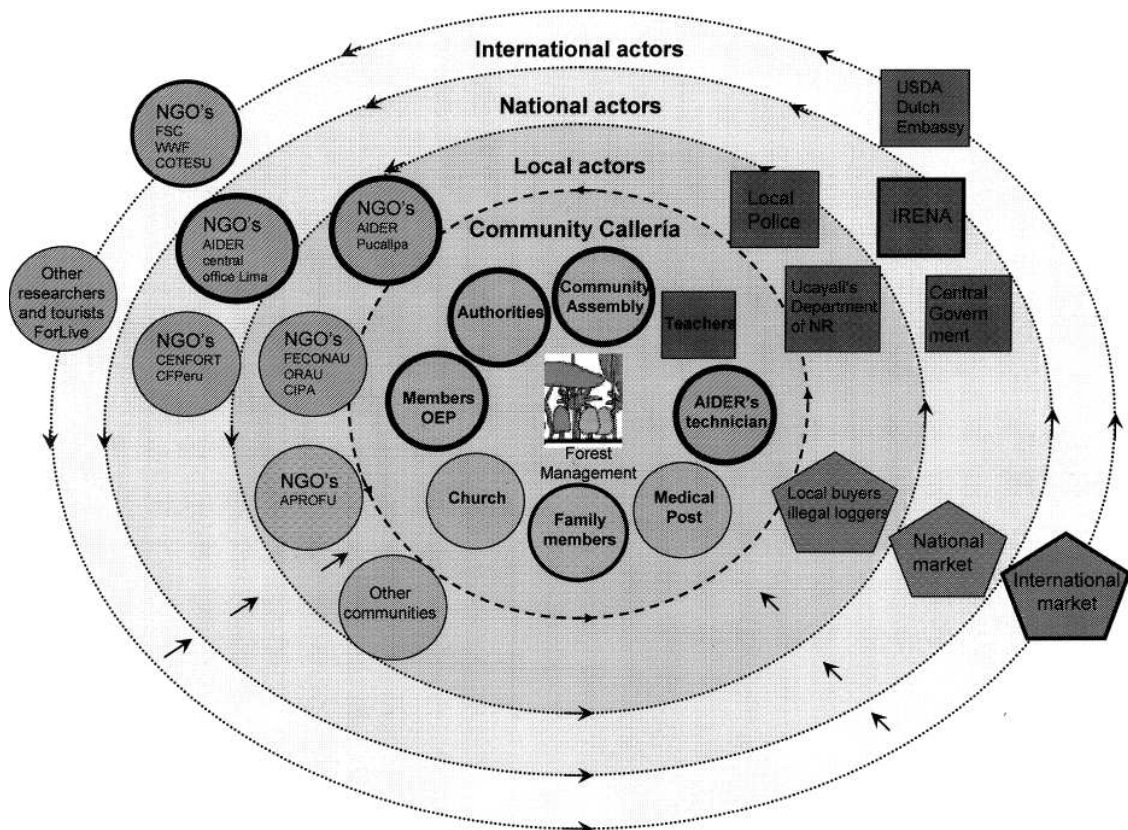 International actors
National actors
Local actors
Community Callería
NGO's
FSC
WWF
COTESU
USDA
Dutch
Embassy
NGO's
AIDER
central
office Lima
NGO's
AIDER
Pucallpa
Local
Police
IRENA
Other
researchers
and tourists
ForLive
Authorities
Community
Assembly
Teachers
Ucayali's
Department
of NR
Central
Govern
ment
NGO's
CENFORT
CFPeru
NGO's
FECONAU
ORAU
CIPA
Members
OEP
AIDER's
technician
Forest
Management
NGO's
APROFU
Church
Family
members
Medical
Post
Local buyers
illegal loggers
National
market
International
market
Other
communities